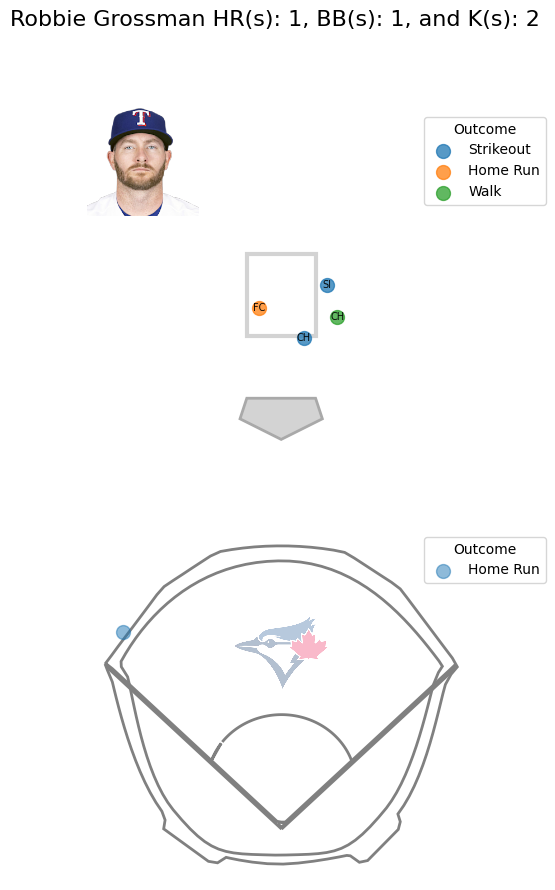 Robbie Grossman HR(s): 1, BB(s): 1, and K(s): 2
T
Outcome
Strikeout
Home Run
Walk
SI
FC
CH
CH
Outcome
Home Run